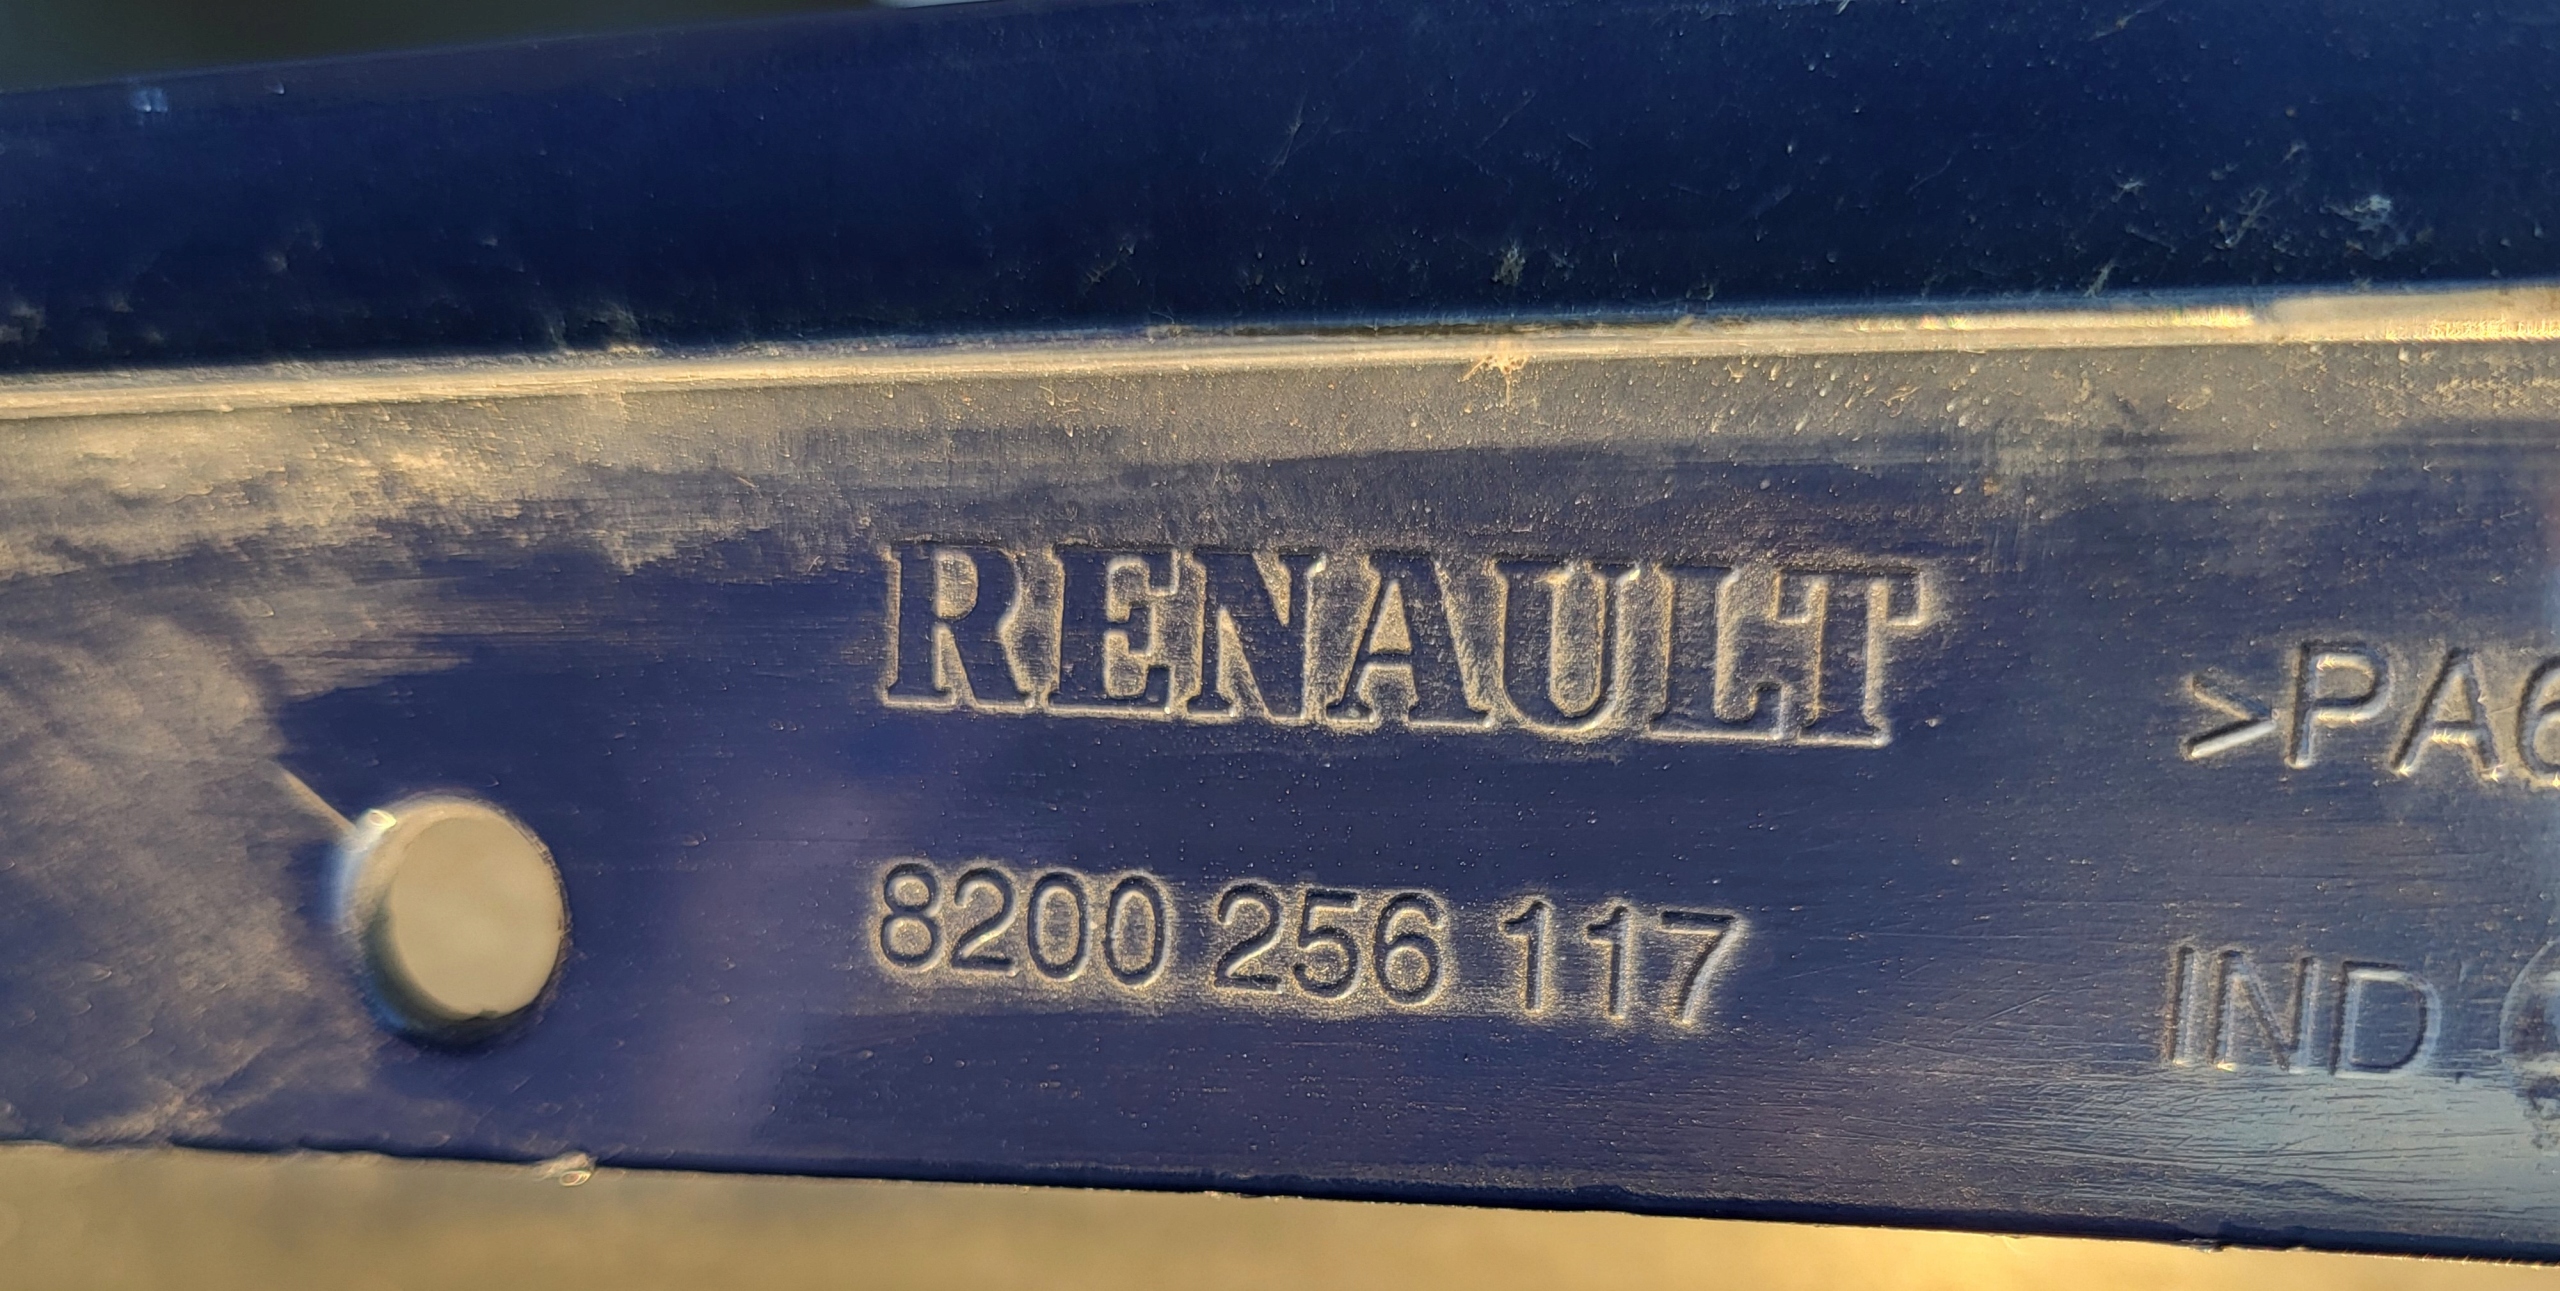 RENAULT
8200 256 117
>PA6
IND